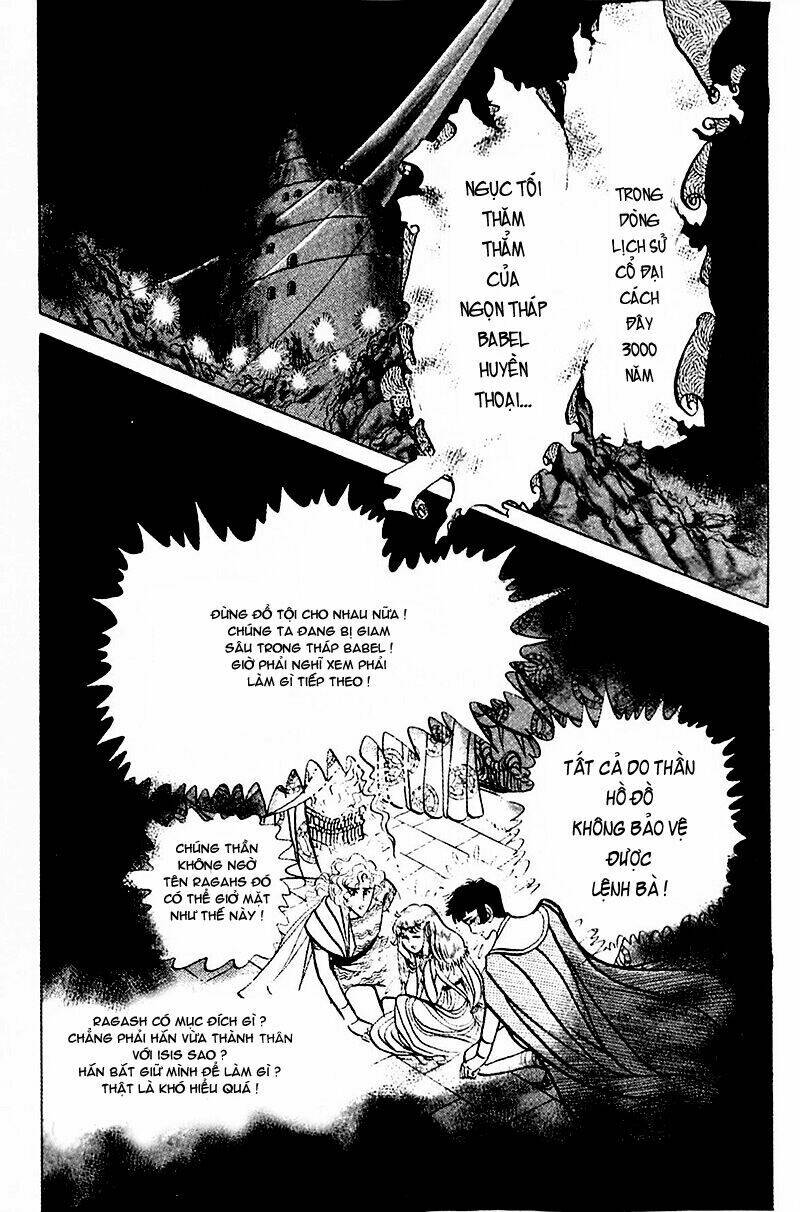 TRONG
DÒNG
LỊCH SỬ
CỔ ĐẠI
CÁCH
ĐÂY
3000
NĂM
NGỤC TỐI
THĂM
THẲM
CỦA
NGỌN THÁP
BABEL
HUYỀN
THOẠI...
ĐỪNG ĐỔ TỘI CHO NHAU NỮA !
CHÚNG TA ĐANG BỊ GIAM
SÂU TRONG THÁP BABEL !
GIỜ PHẢI NGHĨ XEM PHẢI
LÀM GÌ TIẾP THEO !
TẤT CẢ DO THẦN
HỒ ĐỒ
KHÔNG BẢO VỆ
ĐƯỢC
LỆNH BÀ !
CHÚNG THẦN
KHÔNG NGỜ
TÊN RAGAHS ĐÓ
CÓ THỂ GIỞ MẶT
NHƯ THẾ NÀY !
RAGASH CÓ MỤC ĐÍCH GÌ ?
CHẲNG PHẢI HẮN VỪA THÀNH THÂN
VỚI ISIS SAO ?
HẮN BẮT GIỮ MÌNH ĐỂ LÀM GÌ ?
THẬT LÀ KHÓ HIỂU QUÁ !